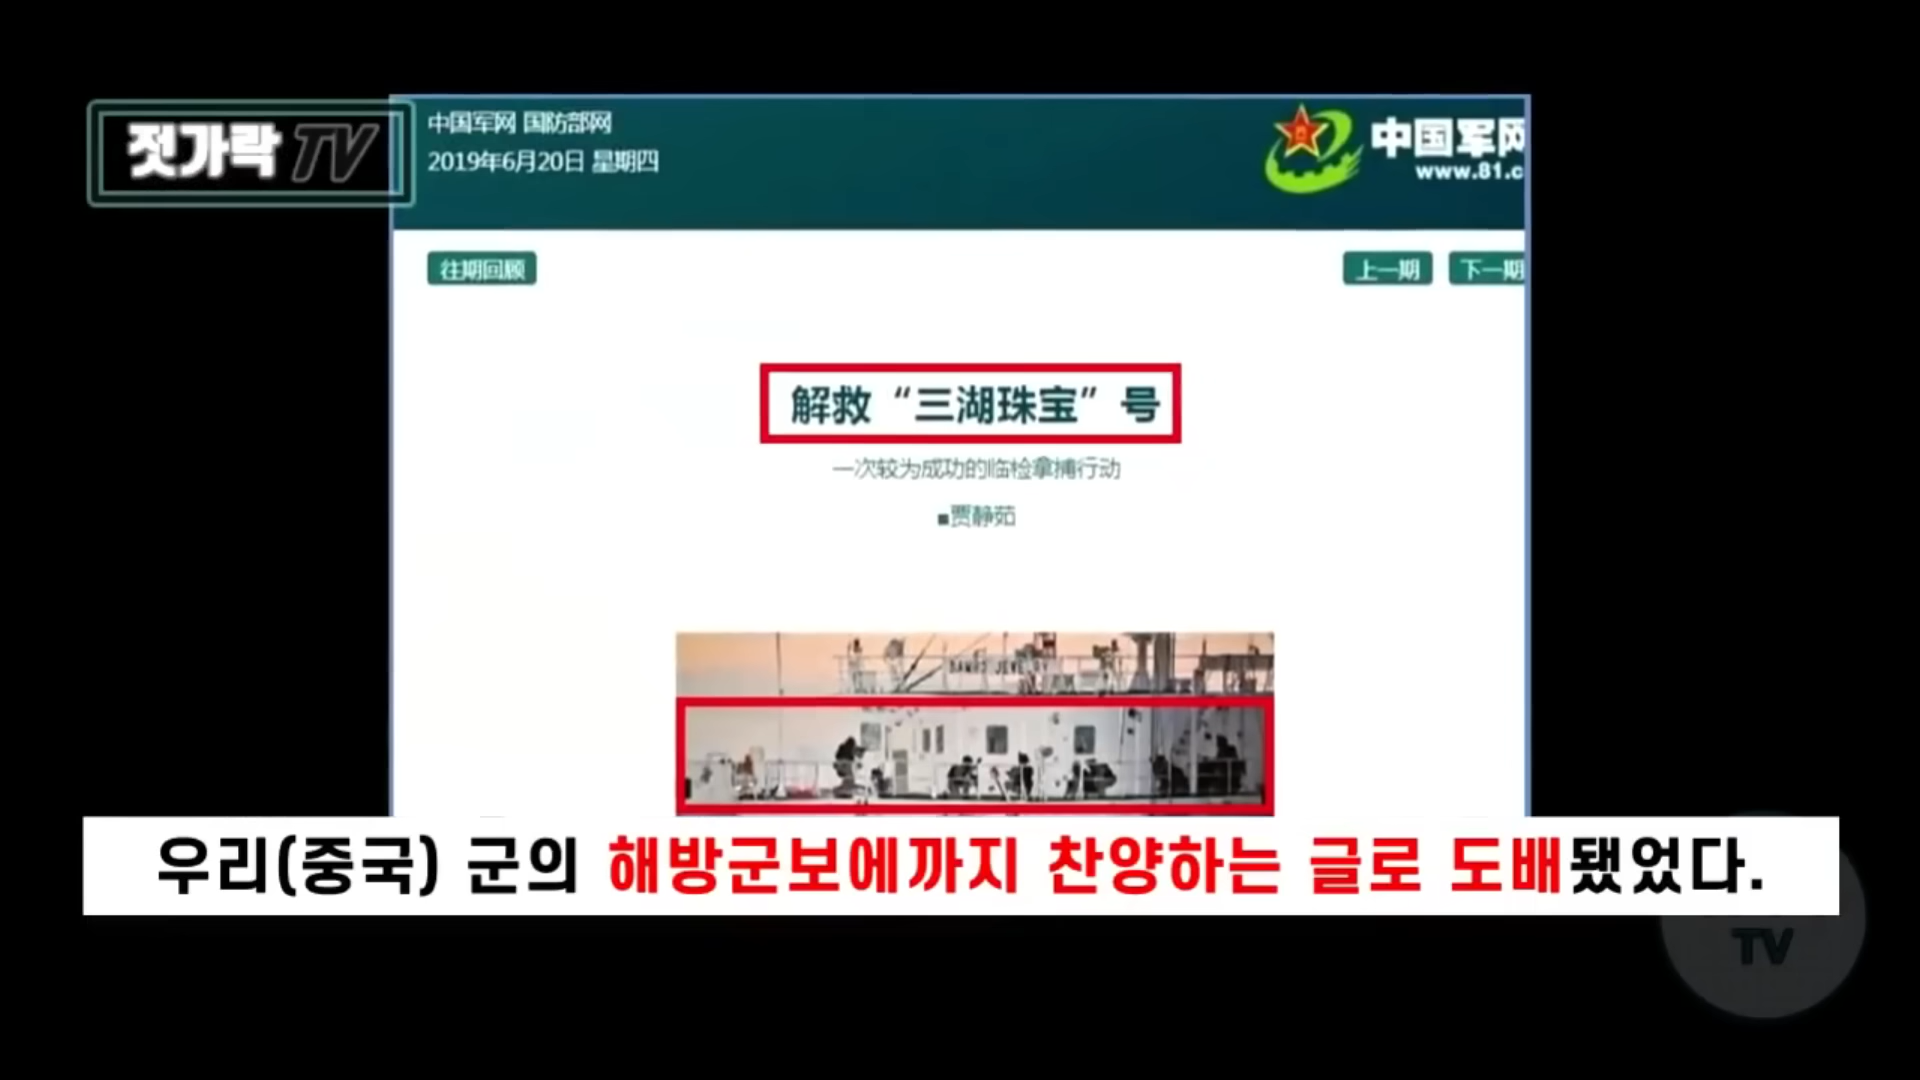 젓가락 TV
中国军网 国防部网
2019年6月20日 星期四
中国军网
www.81.c
往期回顾
上一期
下一期
解救“三湖珠宝”号
一次较为成功的临检拿捕行动
■贾静茹
SAMHO JEWELRY
우리(중국) 군의 해방군보에까지 찬양하는 글로 도배됐었다.
TV